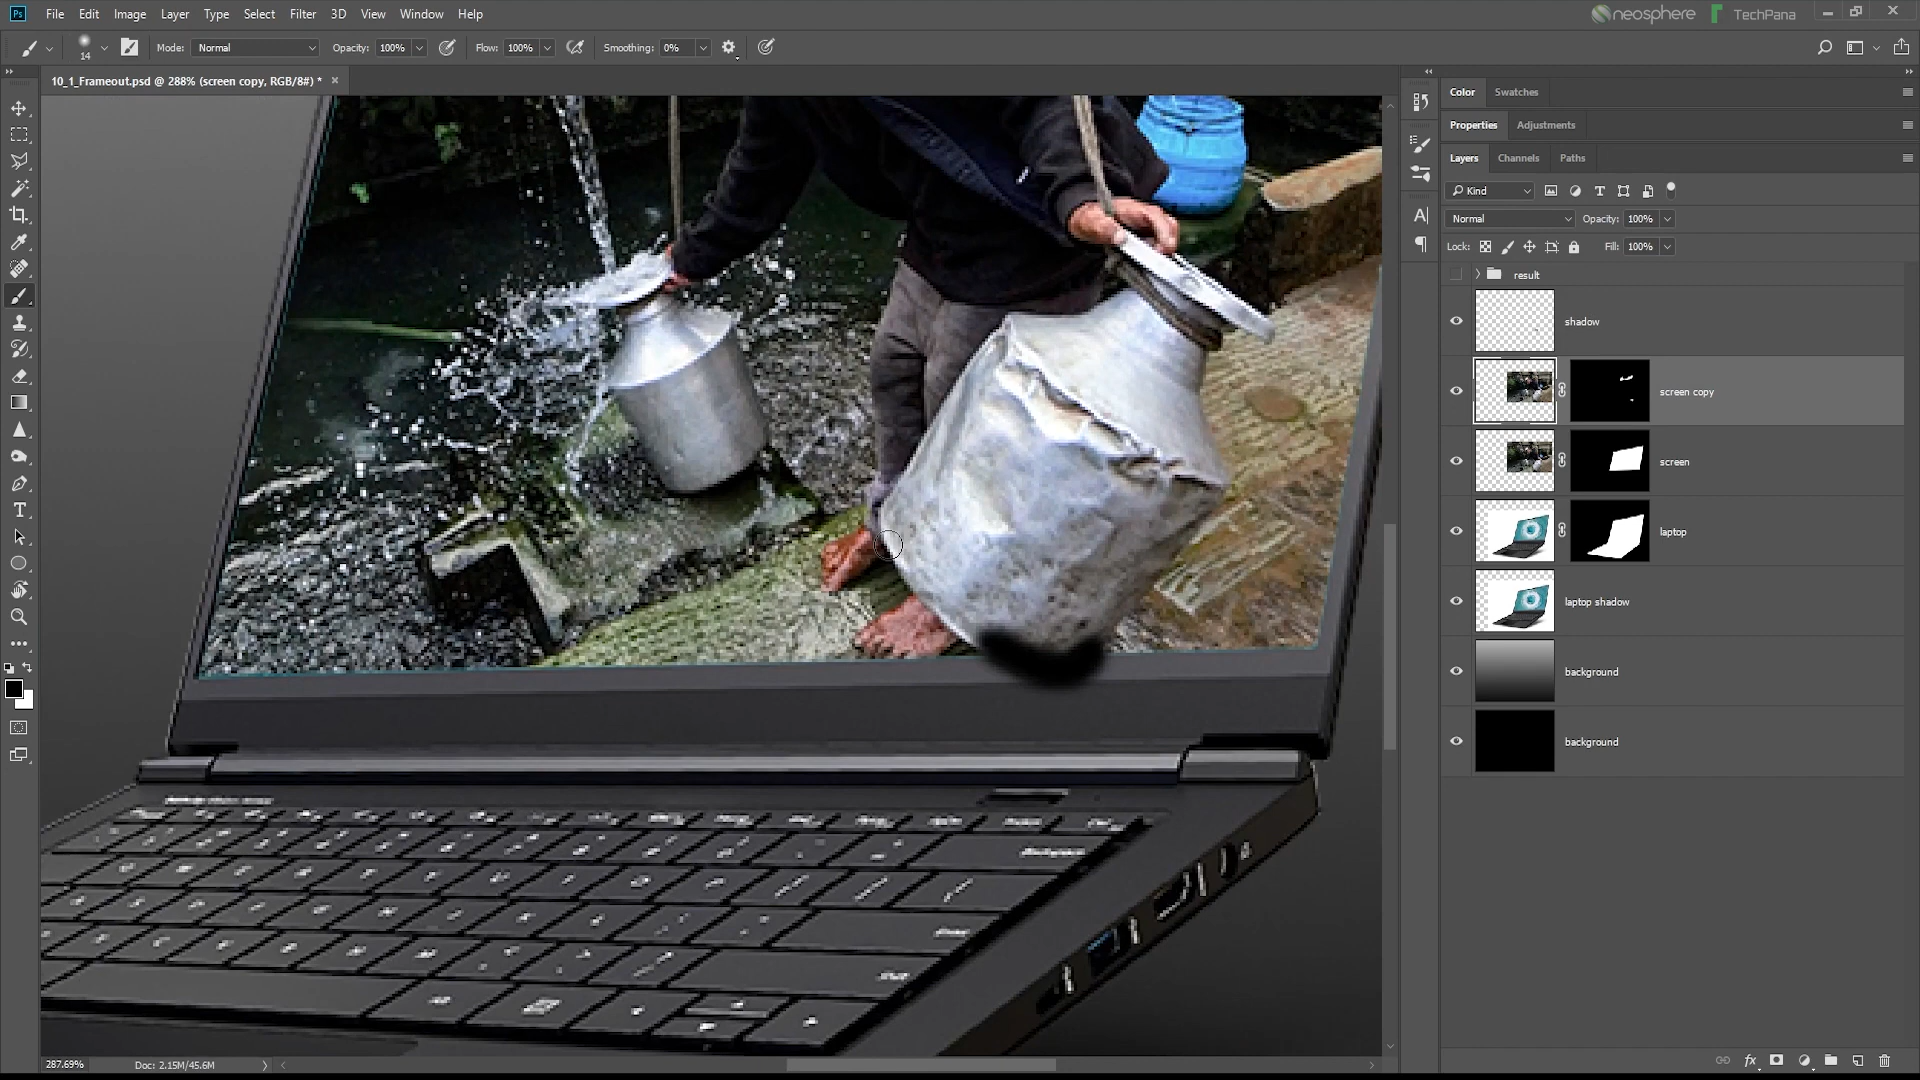 Ps File Edit Image Layer Type Select Filter 3D View Window Help neosphere TechPana
14 Mode: Normal Opacity: 100% Flow: 100% Smoothing: 0%
10_1_Frameout.psd @ 288% (screen copy, RGB/8#) * ×
Color Swatches
Properties Adjustments
Layers Channels Paths
Kind
Normal Opacity: 100%
Lock: Fill: 100%
result
shadow
screen copy
screen
laptop
laptop shadow
background
background
287.69% Doc: 2.15M/45.6M